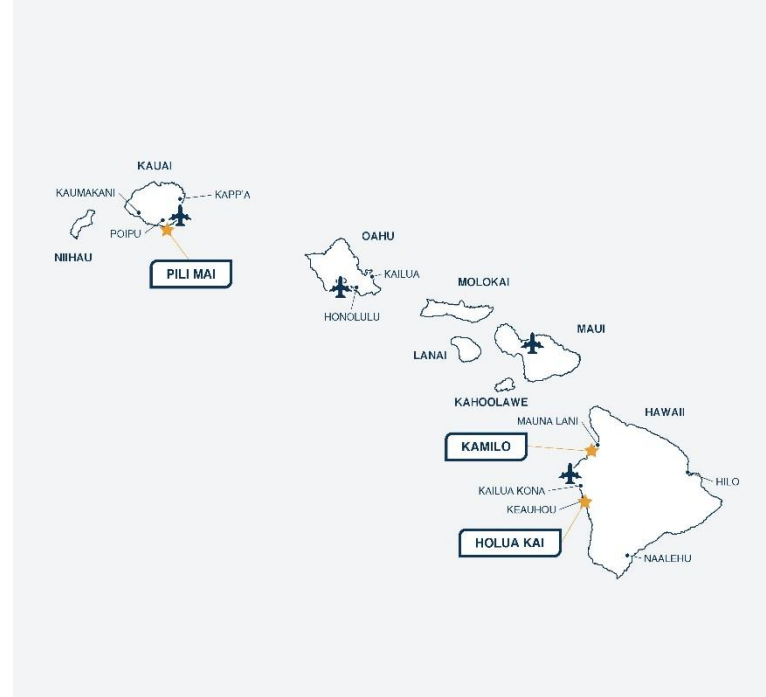 KAUAI
KAUMAKANI
KAPP'A
POIPU
NIIHAU
PILI MAI
OAHU
KAILUA
HONOLULU
MOLOKAI
LANAI
MAUI
KAHOOLAWE
HAWAII
MAUNA LANI
KAMILO
KAILUA KONA
HILO
KEAUHOU
HOLUA KAI
NAALEHU